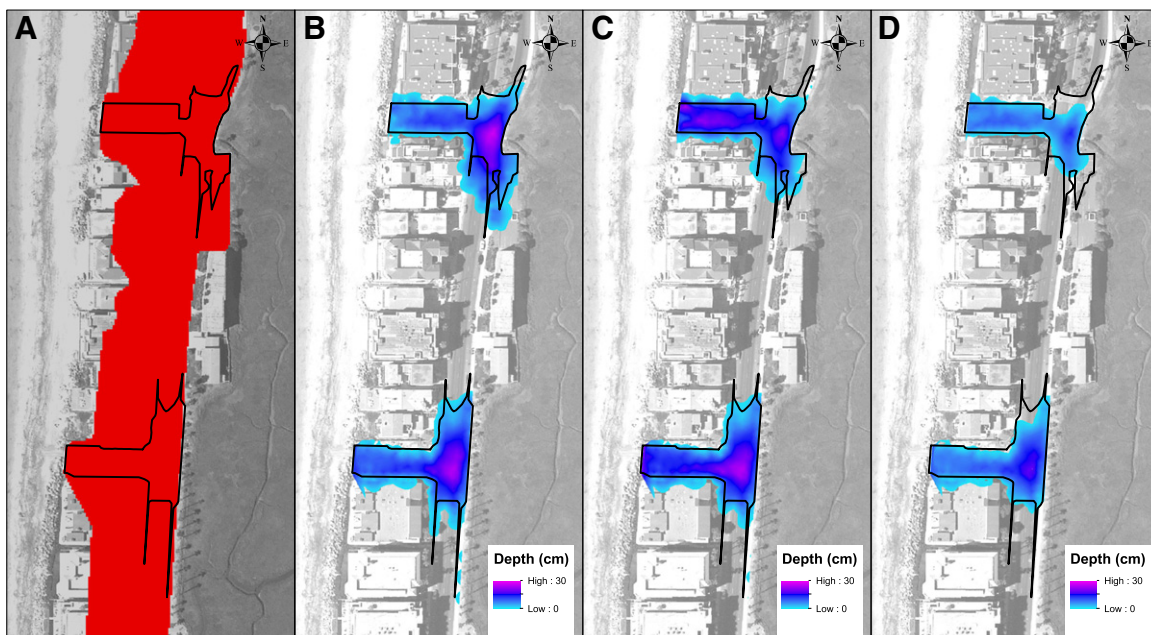 A
N
W E
S
B
N
W E
S
Depth (cm)
High : 30
Low : 0
C
N
W E
S
Depth (cm)
High : 30
Low : 0
D
N
W E
S
Depth (cm)
High : 30
Low : 0